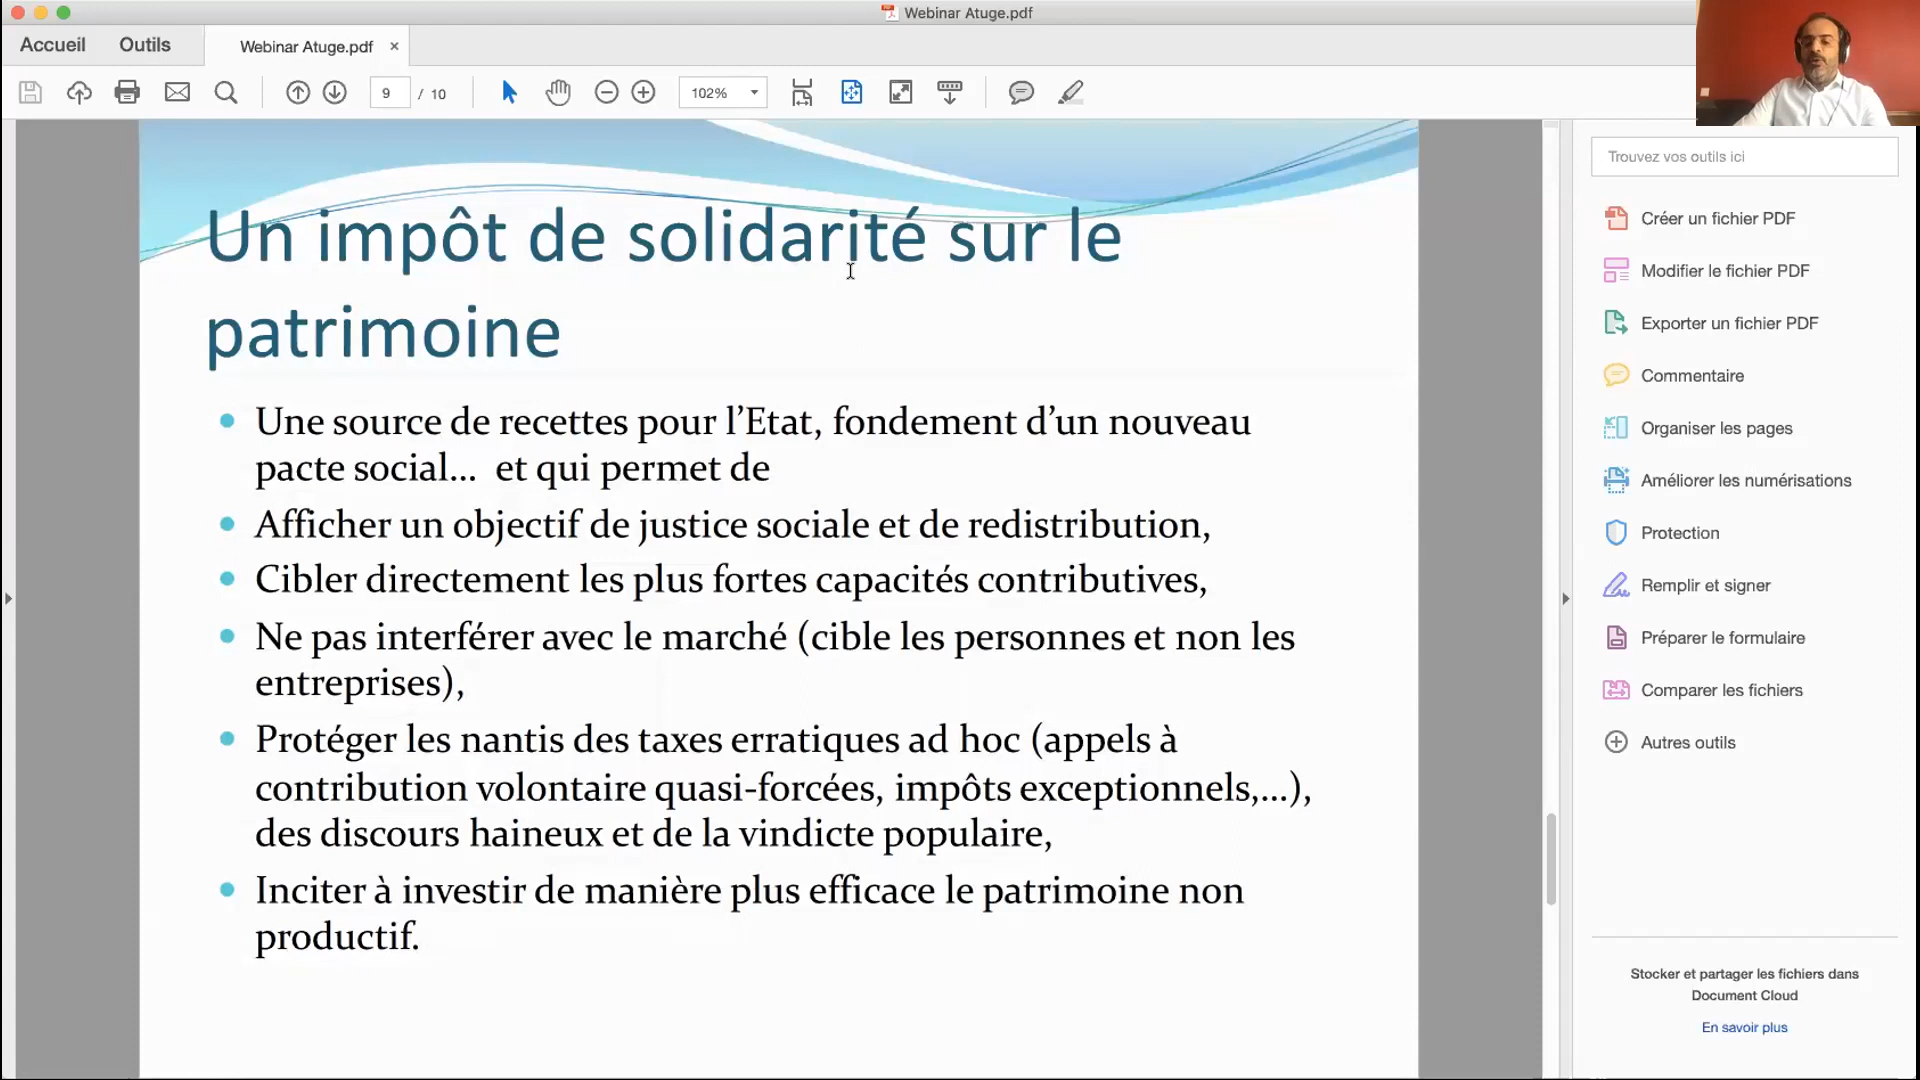 Webinar Atuge.pdf
Accueil
Outils
Webinar Atuge.pdf ×
9 / 10
102%
Trouvez vos outils ici
Un impôt de solidarité sur le
patrimoine
Une source de recettes pour l’Etat, fondement d’un nouveau
pacte social… et qui permet de
Afficher un objectif de justice sociale et de redistribution,
Cibler directement les plus fortes capacités contributives,
Ne pas interférer avec le marché (cible les personnes et non les
entreprises),
Protéger les nantis des taxes erratiques ad hoc (appels à
contribution volontaire quasi-forcées, impôts exceptionnels,…),
des discours haineux et de la vindicte populaire,
Inciter à investir de manière plus efficace le patrimoine non
productif.
Créer un fichier PDF
Modifier le fichier PDF
Exporter un fichier PDF
Commentaire
Organiser les pages
Améliorer les numérisations
Protection
Remplir et signer
Préparer le formulaire
Comparer les fichiers
Autres outils
Stocker et partager les fichiers dans
Document Cloud
En savoir plus